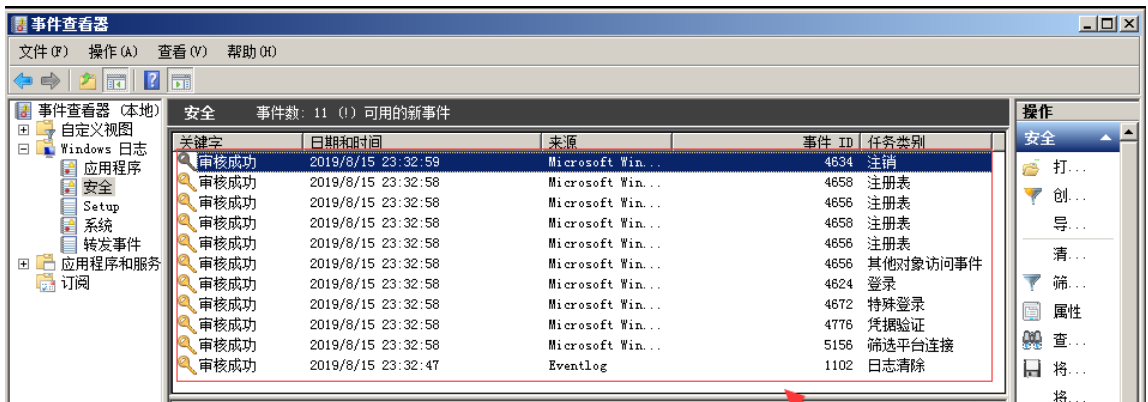 事件查看器
文件(F) 操作(A) 查看(V) 帮助(H)
事件查看器 (本地)
自定义视图
Windows 日志
应用程序
安全
Setup
系统
转发事件
应用程序和服务
订阅
安全 事件数: 11 (!) 可用的新事件
关键字 日期和时间 来源 事件 ID 任务类别
审核成功 2019/8/15 23:32:59 Microsoft Win... 4634 注销
审核成功 2019/8/15 23:32:58 Microsoft Win... 4658 注册表
审核成功 2019/8/15 23:32:58 Microsoft Win... 4656 注册表
审核成功 2019/8/15 23:32:58 Microsoft Win... 4658 注册表
审核成功 2019/8/15 23:32:58 Microsoft Win... 4656 注册表
审核成功 2019/8/15 23:32:58 Microsoft Win... 4656 其他对象访问事件
审核成功 2019/8/15 23:32:58 Microsoft Win... 4624 登录
审核成功 2019/8/15 23:32:58 Microsoft Win... 4672 特殊登录
审核成功 2019/8/15 23:32:58 Microsoft Win... 4776 凭据验证
审核成功 2019/8/15 23:32:58 Microsoft Win... 5156 筛选平台连接
审核成功 2019/8/15 23:32:47 Eventlog 1102 日志清除
操作
安全
打...
创...
导...
清...
筛...
属性
查...
将...
将...